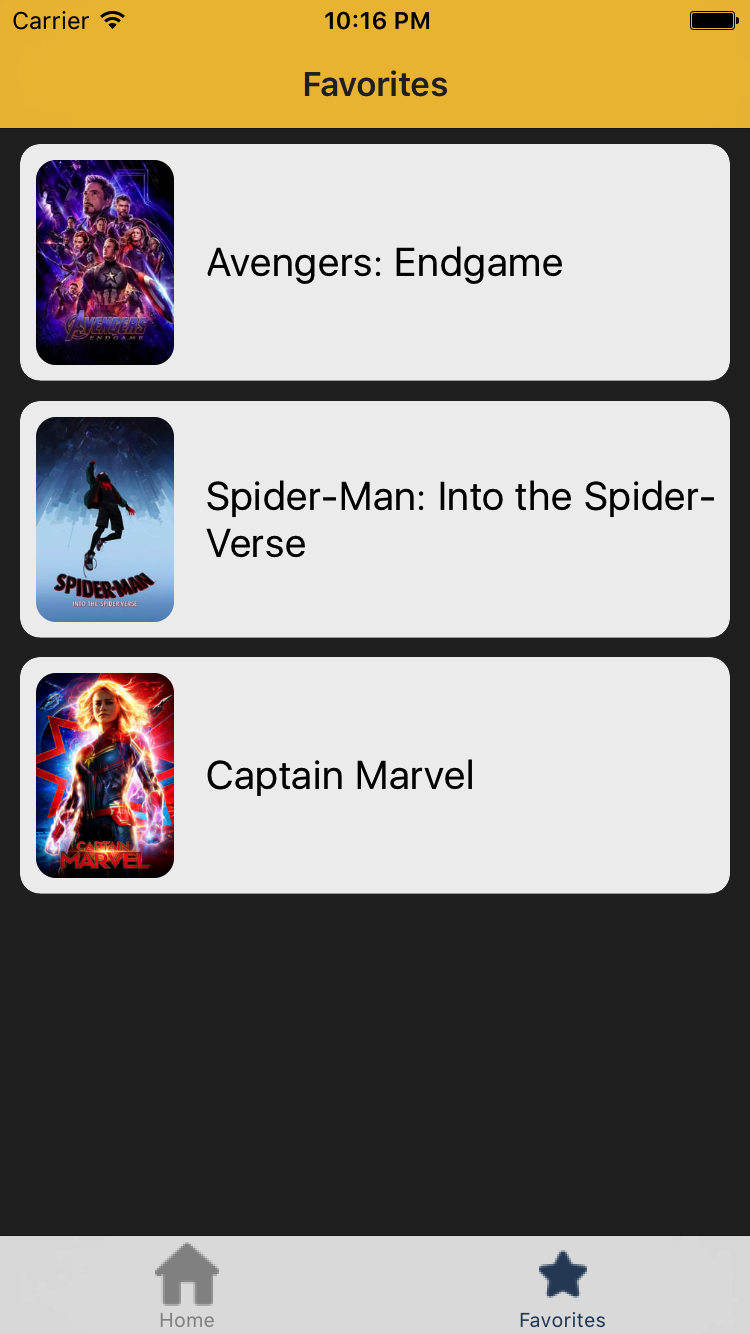 Carrier 10:16 PM
Favorites
AVENGERS
ENDGAME
Avengers: Endgame
SPIDER-MAN
INTO THE SPIDER-VERSE
Spider-Man: Into the Spider-
Verse
CAPTAIN
MARVEL
Captain Marvel
Home Favorites